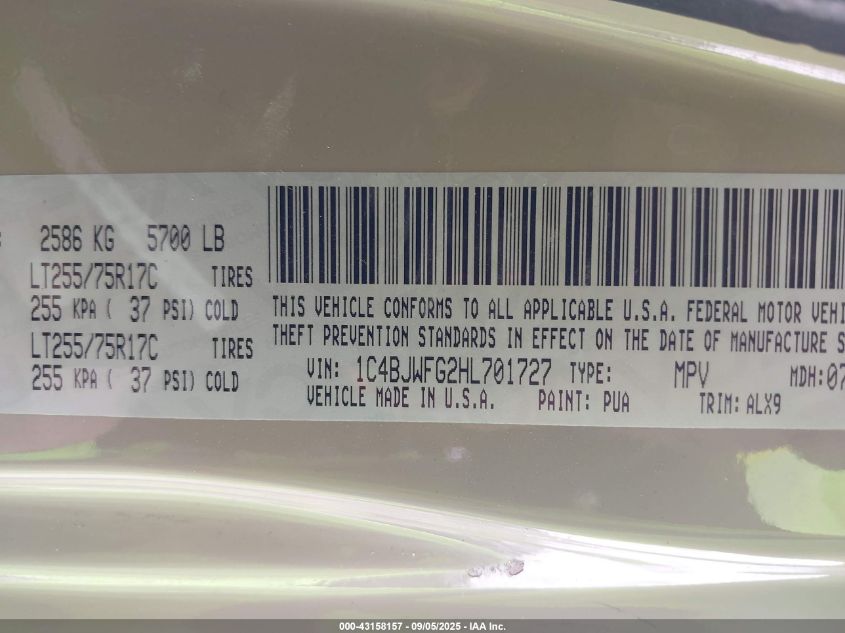 : 2586 KG 5700 LB
LT255/75R17C TIRES
255 KPA ( 37 PSI) COLD
LT255/75R17C TIRES
255 KPA ( 37 PSI) COLD
THIS VEHICLE CONFORMS TO ALL APPLICABLE U.S.A. FEDERAL MOTOR VEHI
THEFT PREVENTION STANDARDS IN EFFECT ON THE DATE OF MANUFACTURE S
VIN: 1C4BJWFG2HL701727 TYPE: MPV MDH:07
VEHICLE MADE IN U.S.A. PAINT: PUA TRIM: ALX9
000-43158157 - 09/05/2025 - IAA Inc.